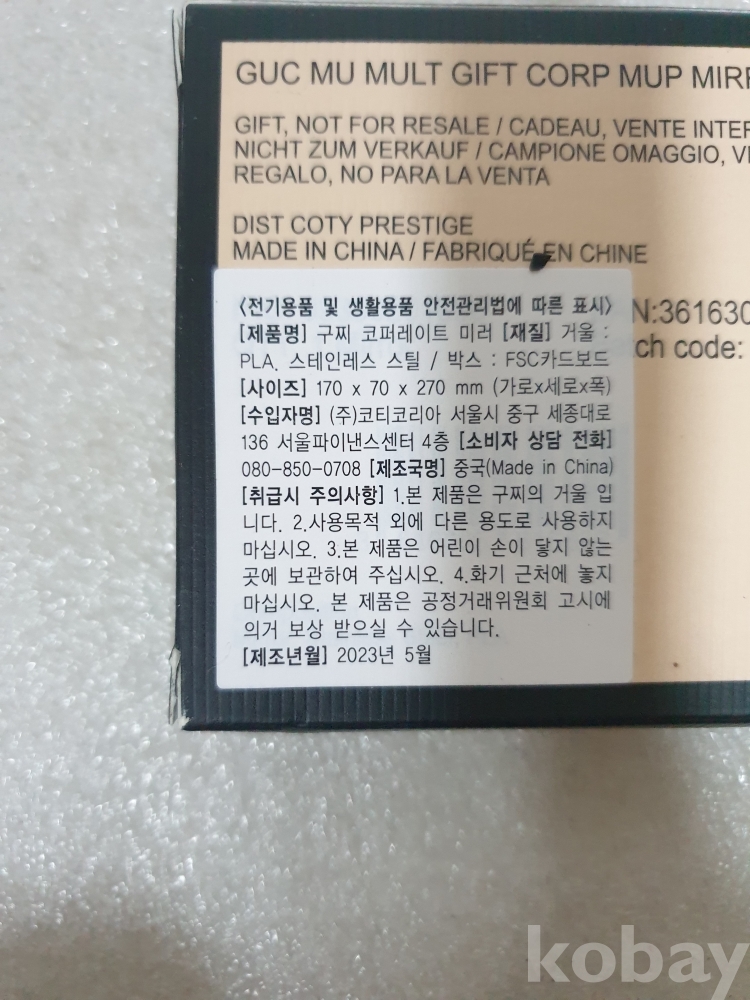 GUC MU MULT GIFT CORP MUP
GIFT, NOT FOR RESALE / CADEAU, VENTE
NICHT ZUM VERKAUF / CAMPIONE OMAGGIO,
REGALO, NO PARA LA VENTA
DIST COTY PRESTIGE
MADE IN CHINA / FABRIQUÉ EN CHINE
N:361630
ch code:
<전기용품 및 생활용품 안전관리법에 따른 표시>
[제품명] 구찌 코퍼레이트 미러 [재질] 거울 :
PLA, 스테인레스 스틸 / 박스 : FSC카드보드
[사이즈] 170 x 70 x 270 mm (가로x세로x폭)
[수입자명] (주)코티코리아 서울시 중구 세종대로
136 서울파이낸스센터 4층 [소비자 상담 전화]
080-850-0708 [제조국명] 중국(Made in China)
[취급시 주의사항] 1.본 제품은 구찌의 거울 입
니다. 2.사용목적 외에 다른 용도로 사용하지
마십시오. 3.본 제품은 어린이 손이 닿지 않는
곳에 보관하여 주십시오. 4.화기 근처에 놓지
마십시오. 본 제품은 공정거래위원회 고시에
의거 보상 받으실 수 있습니다.
[제조년월] 2023년 5월
kobay